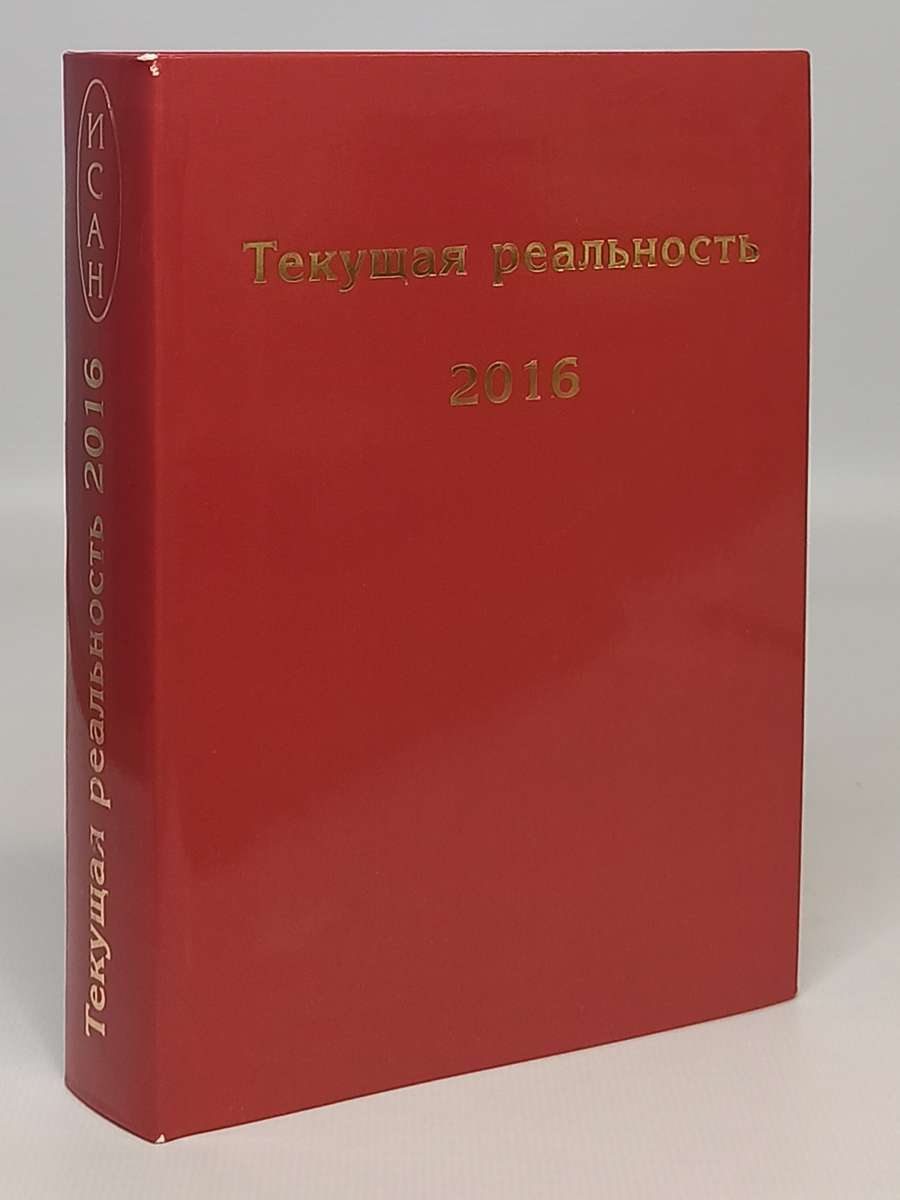 Текущая реальность
2016
ИСАН
Текущая реальность 2016